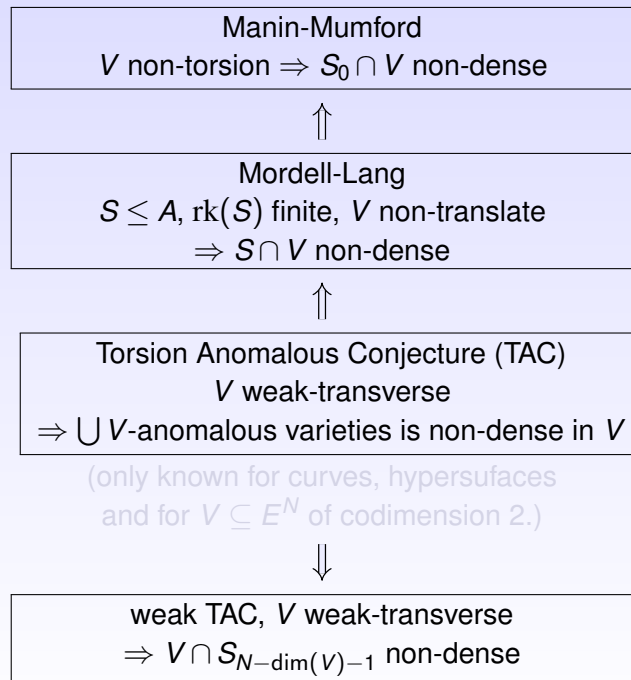 Manin-Mumford
V non-torsion ⇒ S₀ ∩ V non-dense
⇑
Mordell-Lang
S ≤ A, rk(S) finite, V non-translate
⇒ S ∩ V non-dense
⇑
Torsion Anomalous Conjecture (TAC)
V weak-transverse
⇒ ⋃ V-anomalous varieties is non-dense in V
(only known for curves, hypersufaces
and for V ⊆ Eᴺ of codimension 2.)
⇓
weak TAC, V weak-transverse
⇒ V ∩ S_{N−dim(V)−1} non-dense